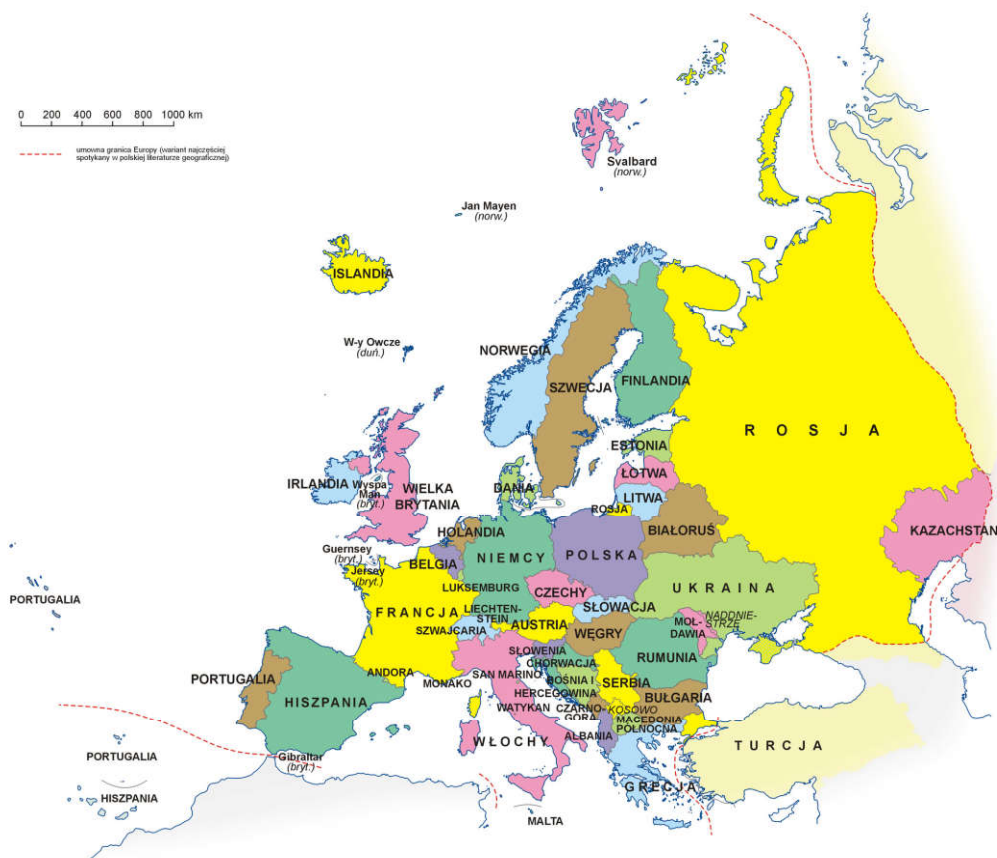 0 200 400 600 800 1000 km
umowna granica Europy (wariant najczęściej
spotykany w polskiej literaturze geograficznej)
Svalbard
(norw.)
Jan Mayen
(norw.)
ISLANDIA
W-y Owcze
(duń.)
NORWEGIA
SZWECJA
FINLANDIA
ROSJA
ESTONIA
ŁOTWA
LITWA
ROSJA
IRLANDIA
Wyspa
Man
(bryt.)
WIELKA
BRYTANIA
DANIA
BIAŁORUŚ
KAZACHSTAN
HOLANDIA
Guernsey
(bryt.)
Jersey
(bryt.)
BELGIA
NIEMCY
POLSKA
LUKSEMBURG
UKRAINA
PORTUGALIA
FRANCJA
LIECHTEN-
STEIN
CZECHY
SŁOWACJA
SZWAJCARIA
AUSTRIA
WĘGRY
MOL-
DAWIA
NADDNIE-
STRZE
SŁOWENIA
CHORWACJA
RUMUNIA
PORTUGALIA
HISZPANIA
ANDORA
MONAKO
SAN MARINO
BOŚNIA I
HERCEGOWINA
SERBIA
BUŁGARIA
WATYKAN
CZARNO-
GÓRA
KOSOWO
MACEDONIA
PÓŁNOCNA
WŁOCHY
ALBANIA
TURCJA
PORTUGALIA
Gibraltar
(bryt.)
HISZPANIA
GRECJA
MALTA